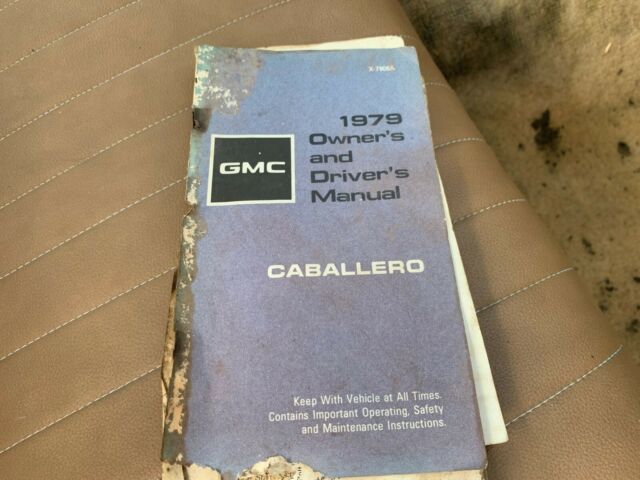 X-7906A
1979
Owner's
and
Driver's
Manual
GMC
CABALLERO
Keep With Vehicle at All Times.
Contains Important Operating, Safety
and Maintenance Instructions.